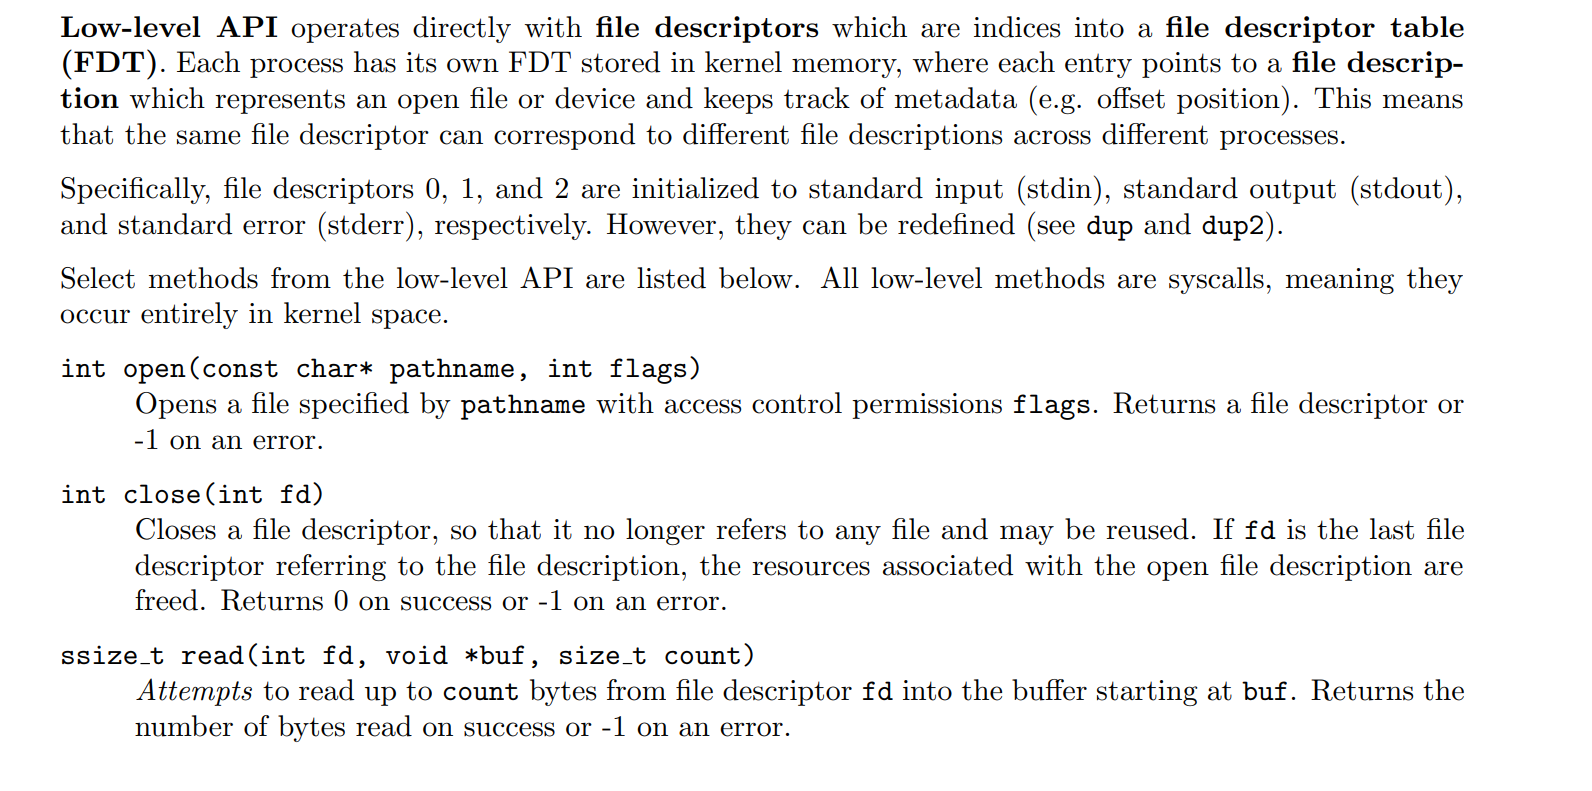 Low-level API operates directly with file descriptors which are indices into a file descriptor table
(FDT). Each process has its own FDT stored in kernel memory, where each entry points to a file descrip-
tion which represents an open file or device and keeps track of metadata (e.g. offset position). This means
that the same file descriptor can correspond to different file descriptions across different processes.
Specifically, file descriptors 0, 1, and 2 are initialized to standard input (stdin), standard output (stdout),
and standard error (stderr), respectively. However, they can be redefined (see dup and dup2).
Select methods from the low-level API are listed below. All low-level methods are syscalls, meaning they
occur entirely in kernel space.
int open(const char* pathname, int flags)
Opens a file specified by pathname with access control permissions flags. Returns a file descriptor or
-1 on an error.
int close(int fd)
Closes a file descriptor, so that it no longer refers to any file and may be reused. If fd is the last file
descriptor referring to the file description, the resources associated with the open file description are
freed. Returns 0 on success or -1 on an error.
ssize_t read(int fd, void *buf, size_t count)
Attempts to read up to count bytes from file descriptor fd into the buffer starting at buf. Returns the
number of bytes read on success or -1 on an error.